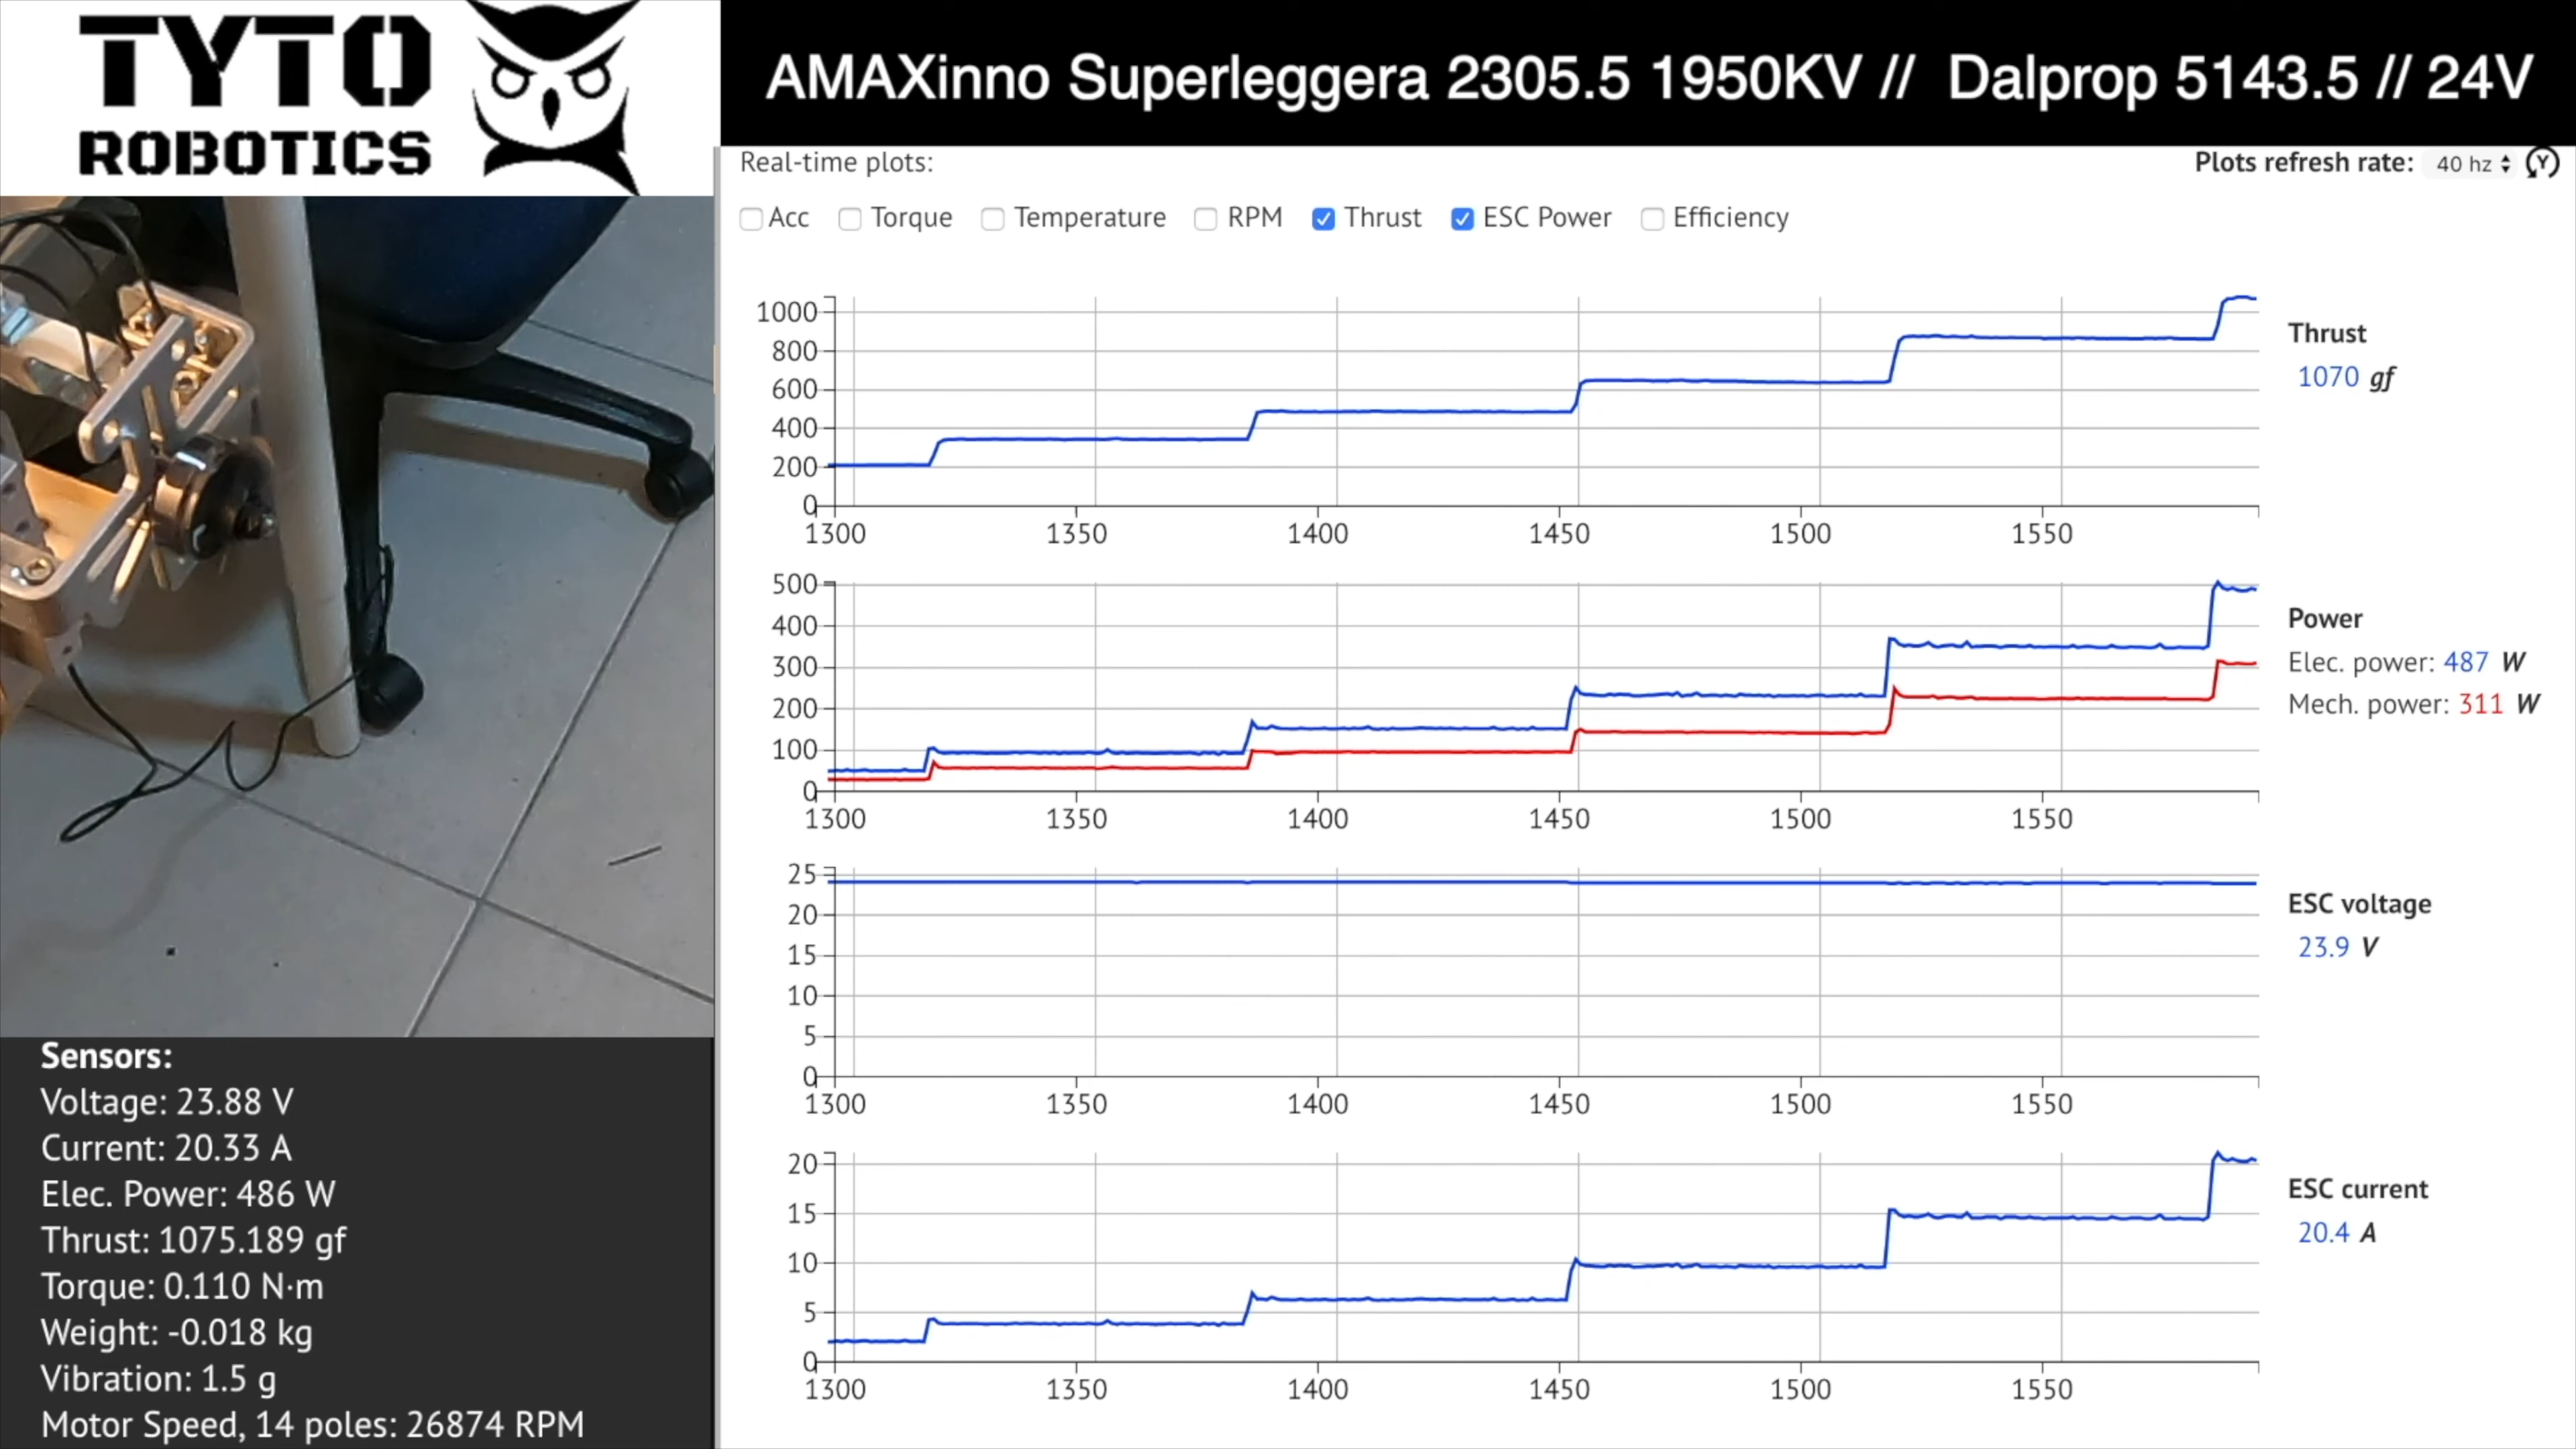 TYTO
ROBOTICS
AMAXinno Superleggera 2305.5 1950KV // Dalprop 5143.5 // 24V
Real-time plots:
Plots refresh rate: 40 hz
Acc Torque Temperature RPM Thrust ESC Power Efficiency
1000
800
600
400
200
0
1300 1350 1400 1450 1500 1550
Thrust
1070 gf
500
400
300
200
100
0
1300 1350 1400 1450 1500 1550
Power
Elec. power: 487 W
Mech. power: 311 W
25
20
15
10
5
0
1300 1350 1400 1450 1500 1550
ESC voltage
23.9 V
20
15
10
5
0
1300 1350 1400 1450 1500 1550
ESC current
20.4 A
Sensors:
Voltage: 23.88 V
Current: 20.33 A
Elec. Power: 486 W
Thrust: 1075.189 gf
Torque: 0.110 N·m
Weight: -0.018 kg
Vibration: 1.5 g
Motor Speed, 14 poles: 26874 RPM